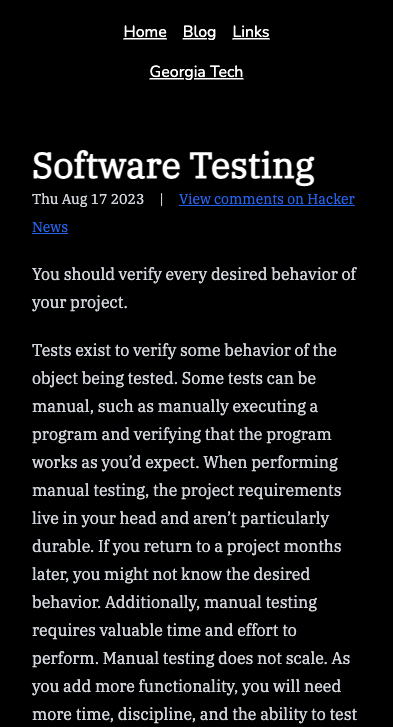 Home Blog Links
Georgia Tech
Software Testing
Thu Aug 17 2023 | View comments on Hacker
News
You should verify every desired behavior of
your project.
Tests exist to verify some behavior of the
object being tested. Some tests can be
manual, such as manually executing a
program and verifying that the program
works as you’d expect. When performing
manual testing, the project requirements
live in your head and aren’t particularly
durable. If you return to a project months
later, you might not know the desired
behavior. Additionally, manual testing
requires valuable time and effort to
perform. Manual testing does not scale. As
you add more functionality, you will need
more time, discipline, and the ability to test